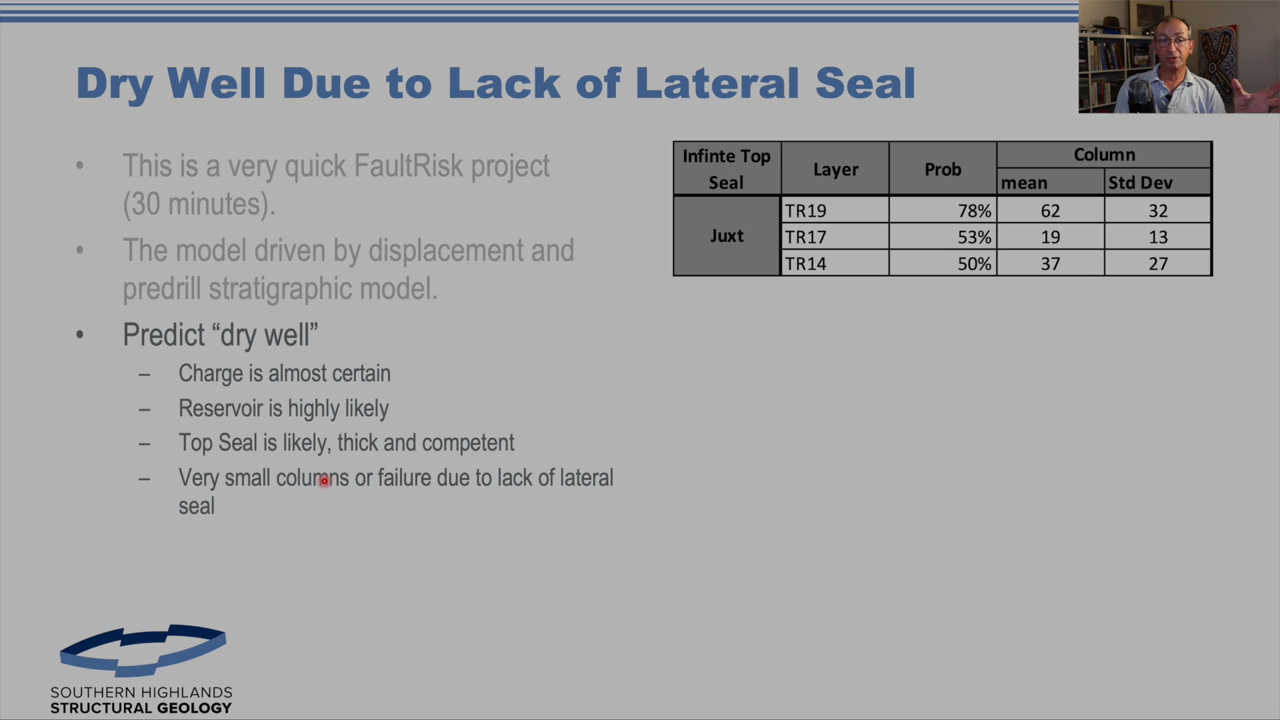 Dry Well Due to Lack of Lateral Seal
• This is a very quick FaultRisk project
(30 minutes).
• The model driven by displacement and
predrill stratigraphic model.
• Predict “dry well”
– Charge is almost certain
– Reservoir is highly likely
– Top Seal is likely, thick and competent
– Very small columns or failure due to lack of lateral
seal
Infinte Top Seal Layer Prob Column
mean Std Dev
Juxt
TR19 78% 62 32
TR17 53% 19 13
TR14 50% 37 27
SOUTHERN HIGHLANDS
STRUCTURAL GEOLOGY